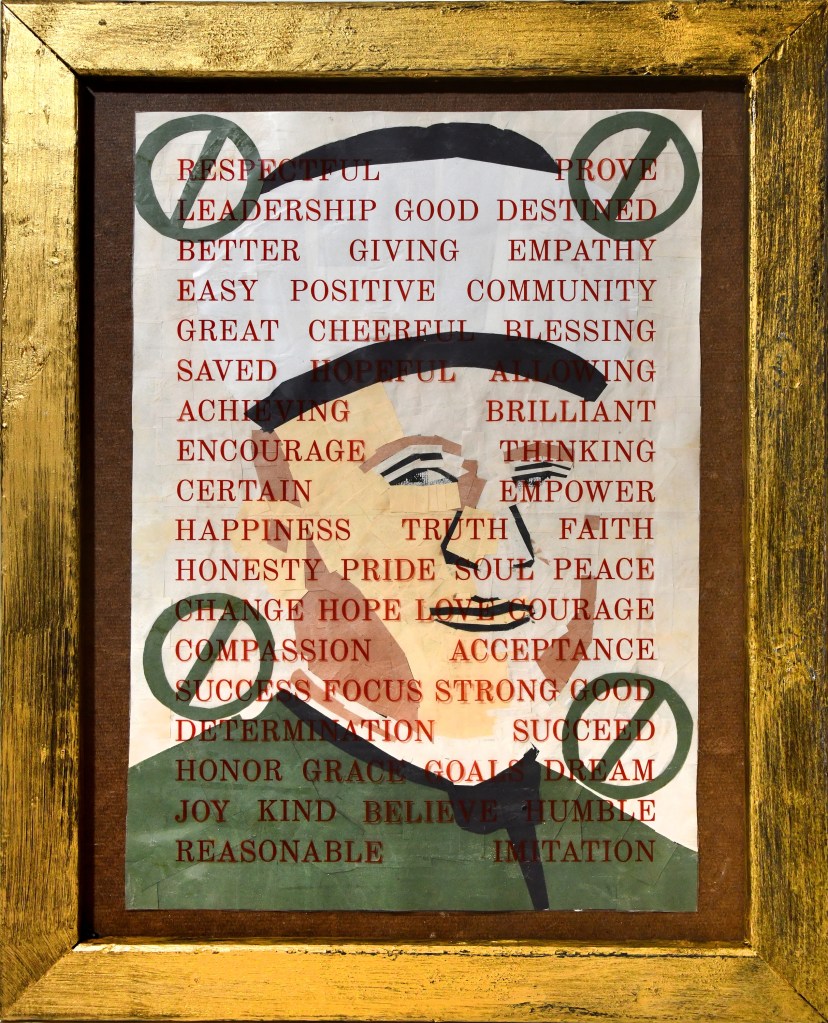 RESPECTFUL PROVE
LEADERSHIP GOOD DESTINED
BETTER GIVING EMPATHY
EASY POSITIVE COMMUNITY
GREAT CHEERFUL BLESSING
SAVED HOPEFUL ALLOWING
ACHIEVING BRILLIANT
ENCOURAGE THINKING
CERTAIN EMPOWER
HAPPINESS TRUTH FAITH
HONESTY PRIDE SOUL PEACE
CHANGE HOPE LOVE COURAGE
COMPASSION ACCEPTANCE
SUCCESS FOCUS STRONG GOOD
DETERMINATION SUCCEED
HONOR GRACE GOALS DREAM
JOY KIND BELIEVE HUMBLE
REASONABLE IMITATION